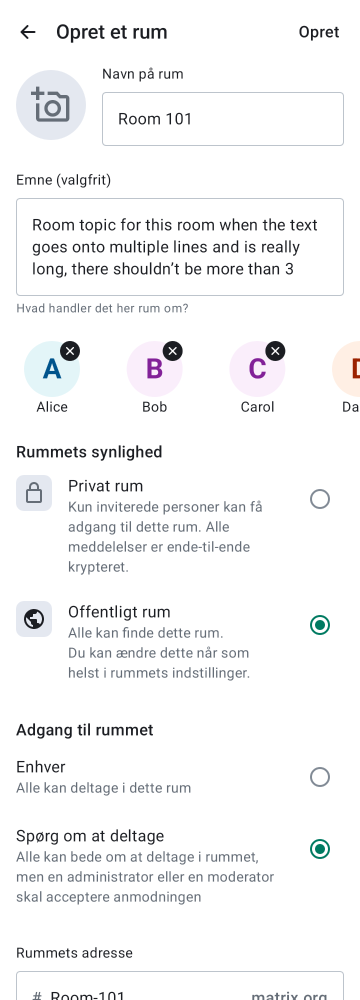 Opret et rum
Opret
Navn på rum
Room 101
Emne (valgfrit)
Room topic for this room when the text
goes onto multiple lines and is really
long, there shouldn't be more than 3
Hvad handler det her rum om?
A
B
C
Alice
Bob
Carol
Da
Rummets synlighed
Privat rum
Kun inviterede personer kan få
adgang til dette rum. Alle
meddelelser er ende-til-ende
krypteret.
Offentligt rum
Alle kan finde dette rum.
Du kan ændre dette når som
helst i rummets indstillinger.
Adgang til rummet
Enhver
Alle kan deltage i dette rum
Spørg om at deltage
Alle kan bede om at deltage i rummet,
men en administrator eller en moderator
skal acceptere anmodningen
Rummets adresse
# Room-101
matrix.org